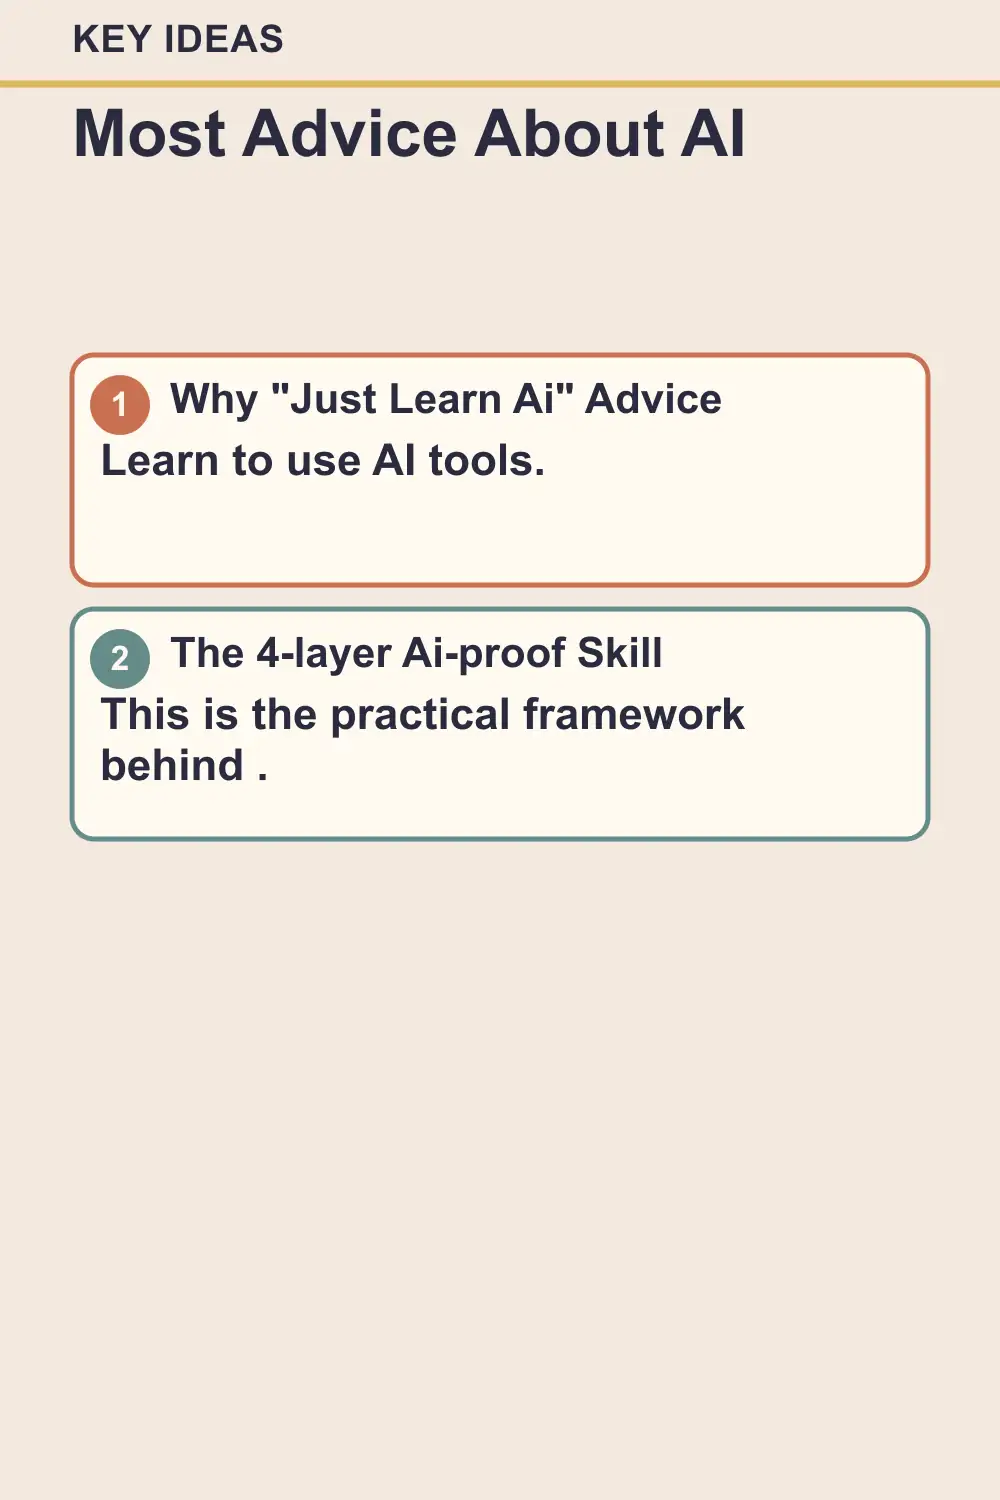 KEY IDEAS
Most Advice About AI
1 Why "Just Learn Ai" Advice
Learn to use AI tools.
2 The 4-layer Ai-proof Skill
This is the practical framework
behind .